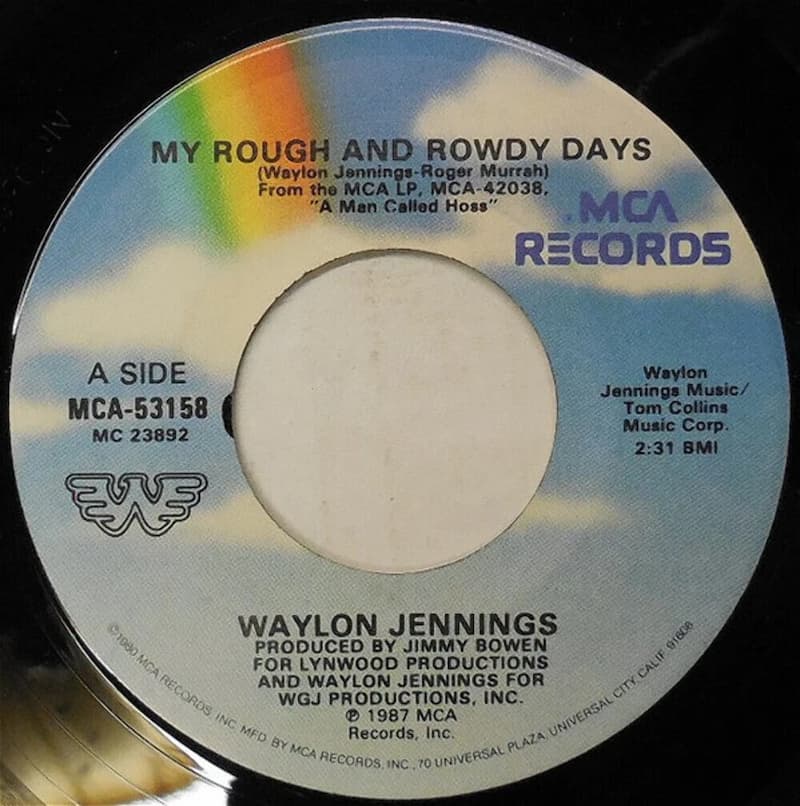 MY ROUGH AND ROWDY DAYS
(Waylon Jennings-Roger Murrah)
From the MCA LP, MCA-42038,
"A Man Called Hoss"
MCA
RECORDS
A SIDE
MCA-53158
MC 23892
Waylon
Jennings Music/
Tom Collins
Music Corp.
2:31 BMI
W
WAYLON JENNINGS
PRODUCED BY JIMMY BOWEN
FOR LYNWOOD PRODUCTIONS
AND WAYLON JENNINGS FOR
WGJ PRODUCTIONS, INC.
℗ 1987 MCA
Records, Inc.
©1980 MCA RECORDS, INC. MFD. BY MCA RECORDS, INC., 70 UNIVERSAL PLAZA, UNIVERSAL CITY, CALIF. 91608